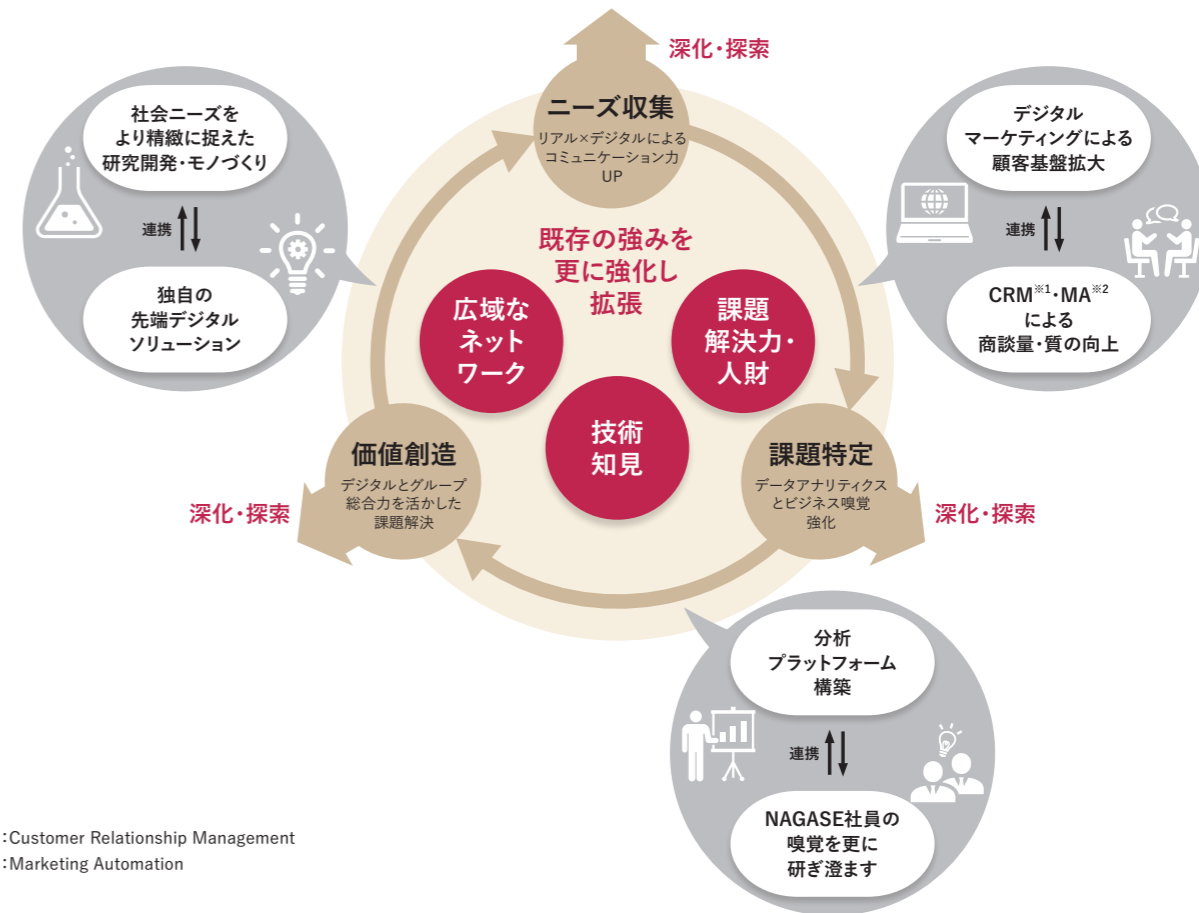 深化・探索
ニーズ収集
リアル×デジタルによる
コミュニケーション力
UP
社会ニーズを
より精緻に捉えた
研究開発・モノづくり
連携
独自の
先端デジタル
ソリューション
デジタル
マーケティングによる
顧客基盤拡大
連携
CRM※1・MA※2
による
商談量・質の向上
既存の強みを
更に強化し
拡張
広域な
ネット
ワーク
課題
解決力・
人財
技術
知見
価値創造
デジタルとグループ
総合力を活かした
課題解決
深化・探索
課題特定
データアナリティクス
とビジネス嗅覚
強化
深化・探索
分析
プラットフォーム
構築
連携
NAGASE社員の
嗅覚を更に
研ぎ澄ます
:Customer Relationship Management
:Marketing Automation